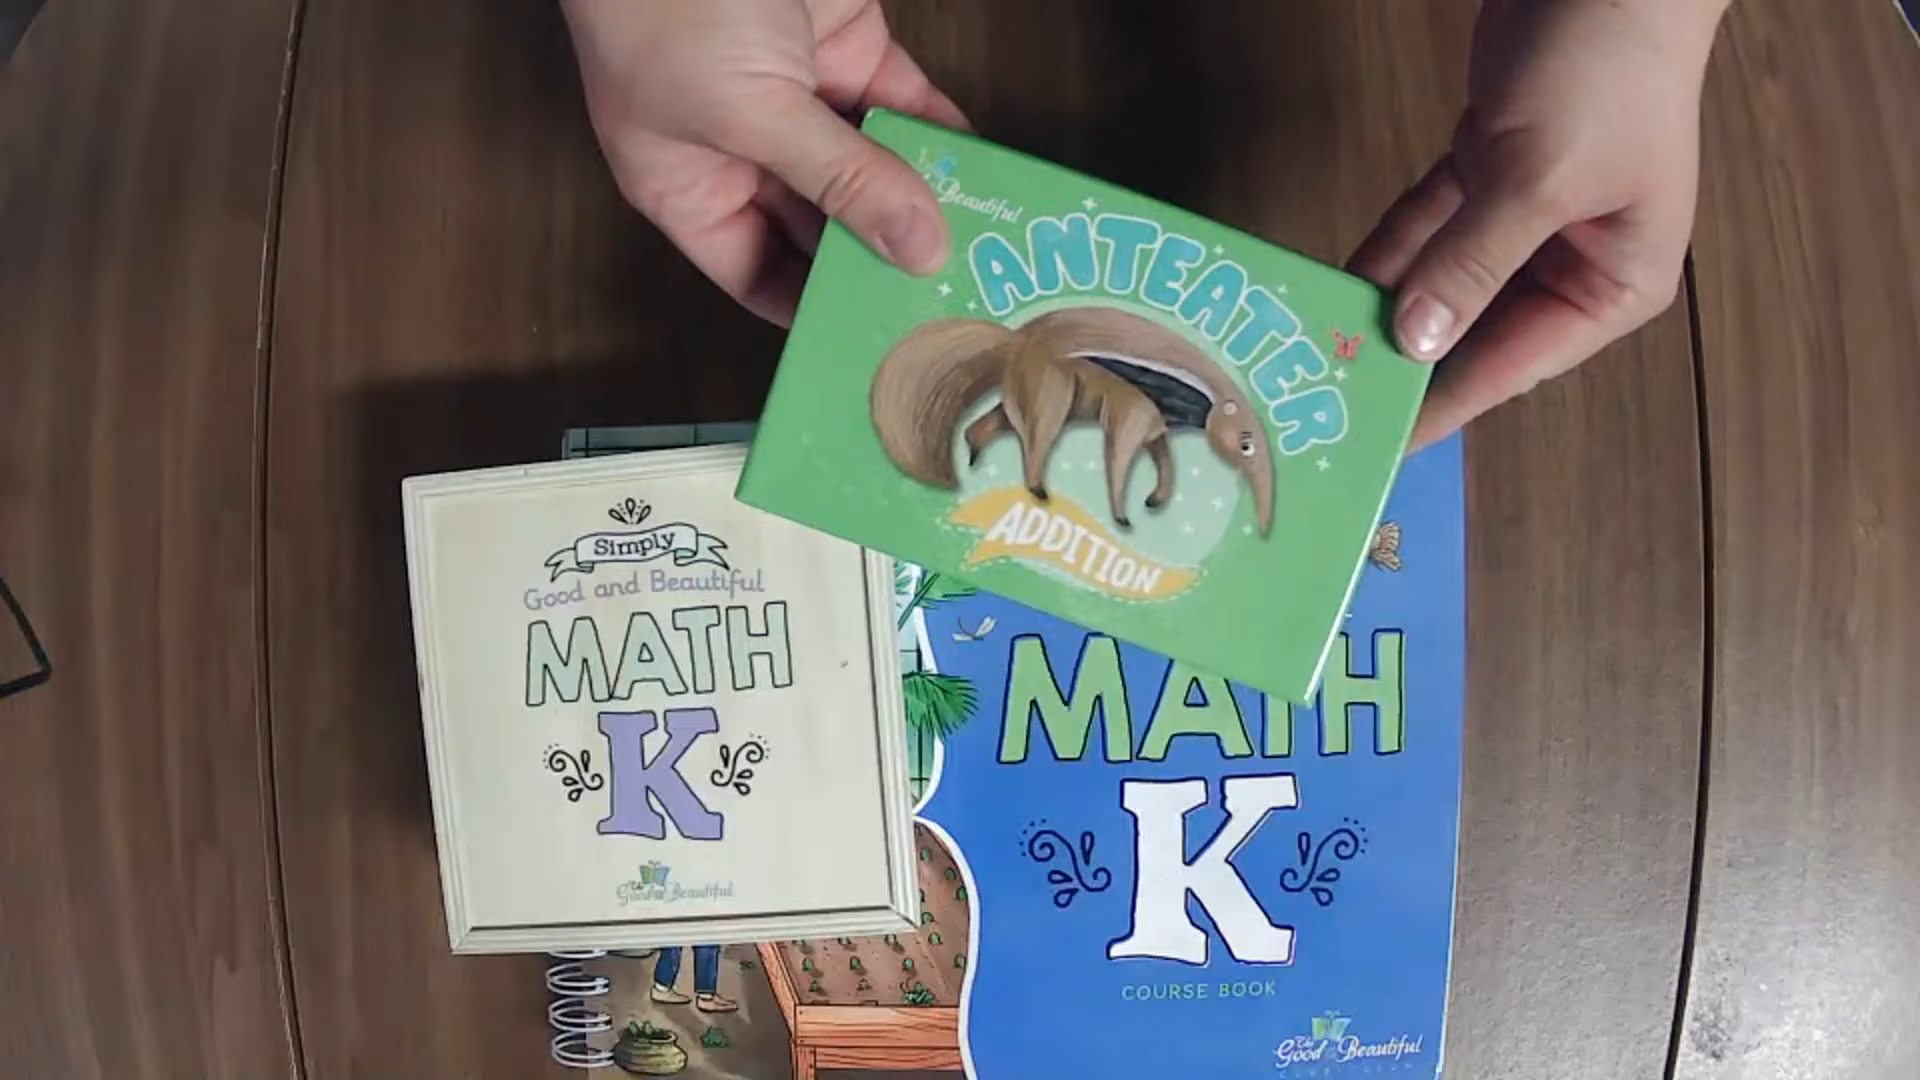 Beautiful
ANTEATER
ADDITION
Simply
Good and Beautiful
MATH
K
The
Good and Beautiful
MATH
K
COURSE BOOK
The
Good and Beautiful
CURRICULUM